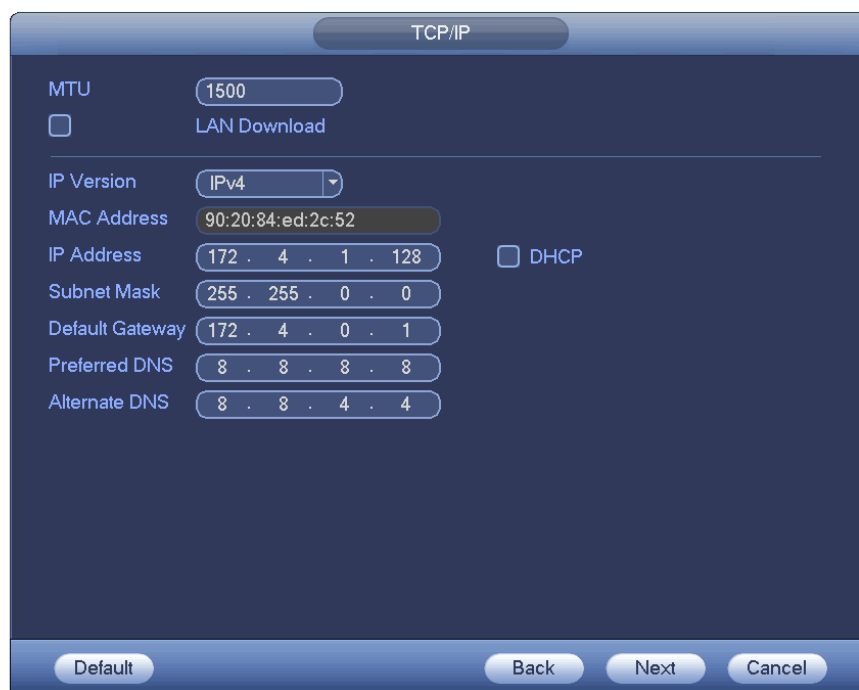 TCP/IP
MTU 1500
LAN Download
IP Version IPv4
MAC Address 90:20:84:ed:2c:52
IP Address 172 . 4 . 1 . 128 DHCP
Subnet Mask 255 . 255 . 0 . 0
Default Gateway 172 . 4 . 0 . 1
Preferred DNS 8 . 8 . 8 . 8
Alternate DNS 8 . 8 . 4 . 4
Default Back Next Cancel